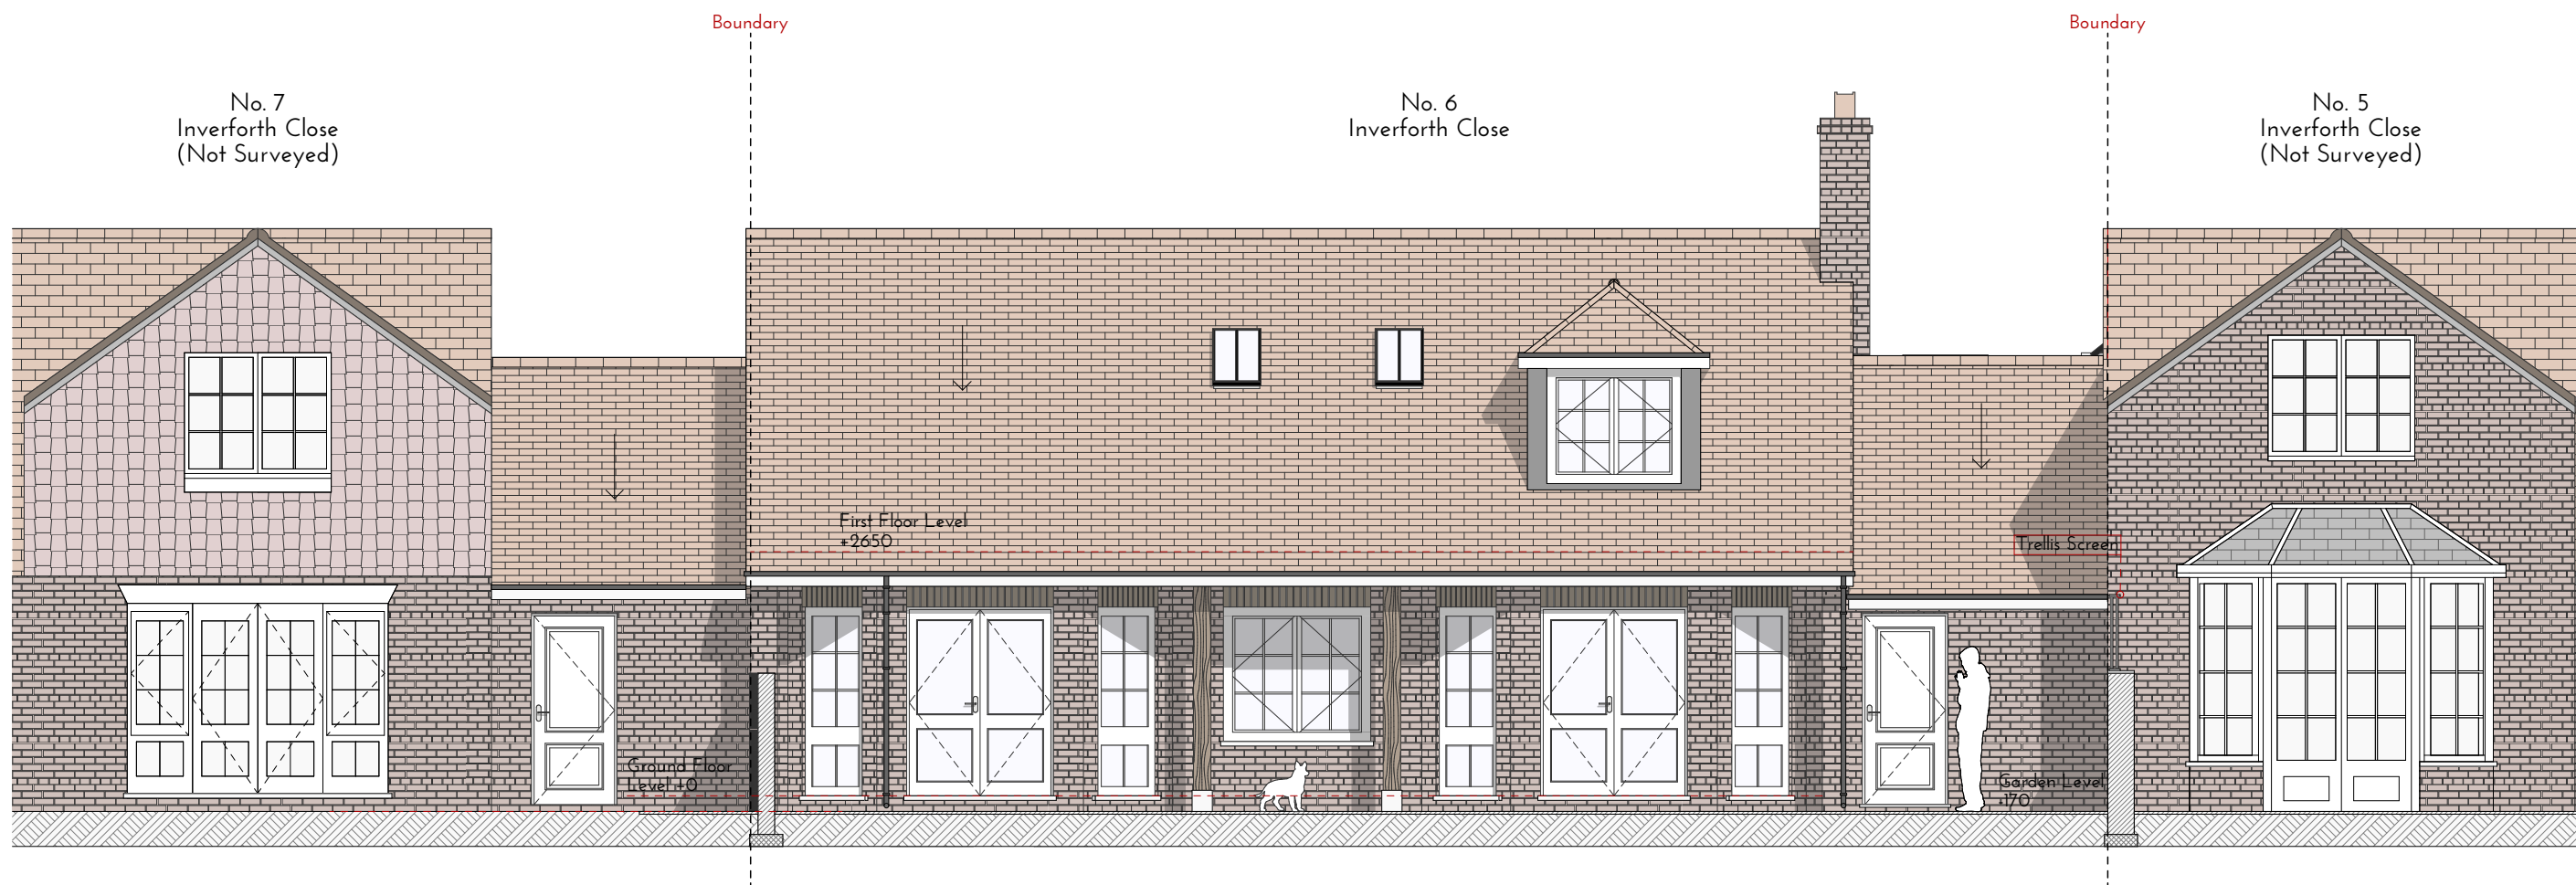 Boundary
Boundary
No. 7
Inverforth Close
(Not Surveyed)
No. 6
Inverforth Close
No. 5
Inverforth Close
(Not Surveyed)
First Floor Level
+2650
Trellis Screen
Ground Floor
Level +0
Garden Level
-170